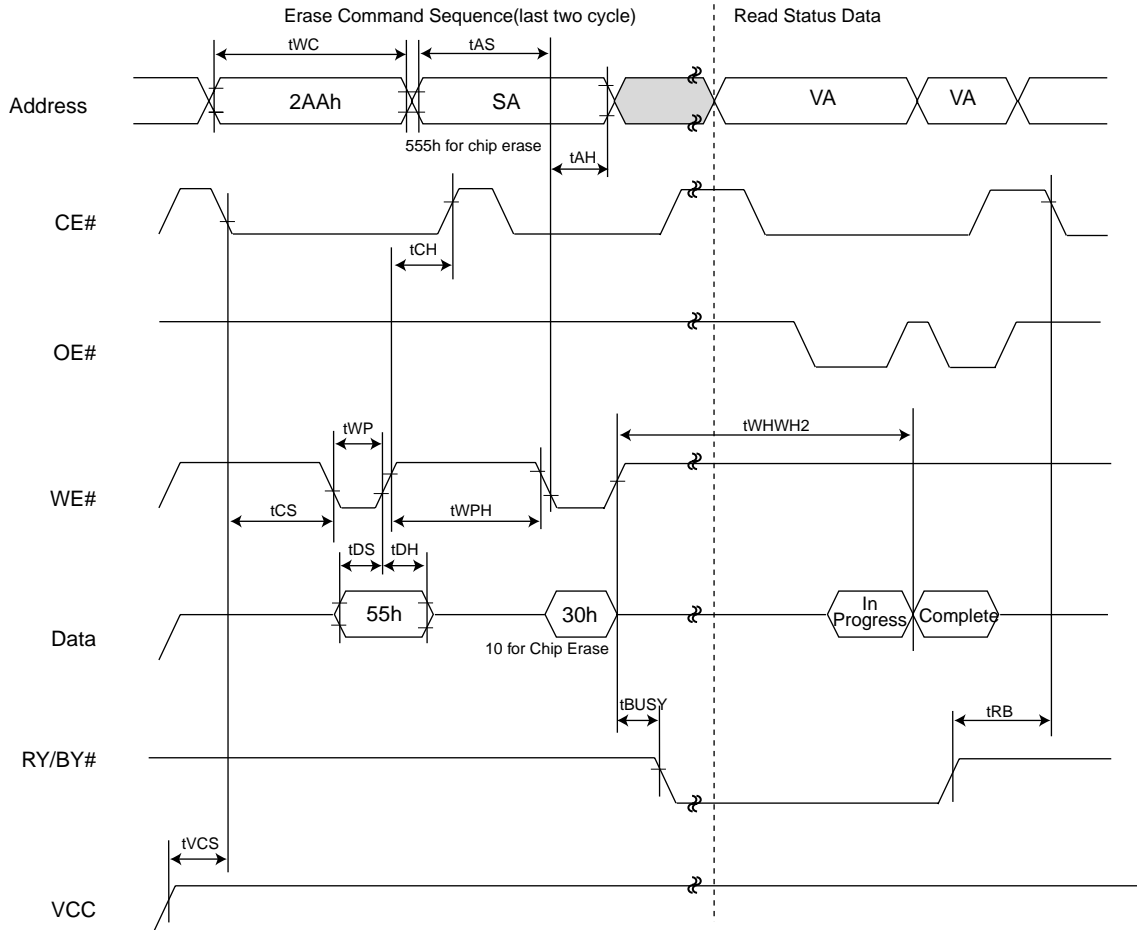 Erase Command Sequence(last two cycle)
Read Status Data
tWC
tAS
Address
2AAh
SA
VA
VA
555h for chip erase
tAH
CE#
tCH
OE#
tWP
tWHWH2
WE#
tCS
tWPH
tDS
tDH
Data
55h
30h
In
Progress
Complete
10 for Chip Erase
tBUSY
tRB
RY/BY#
tVCS
VCC